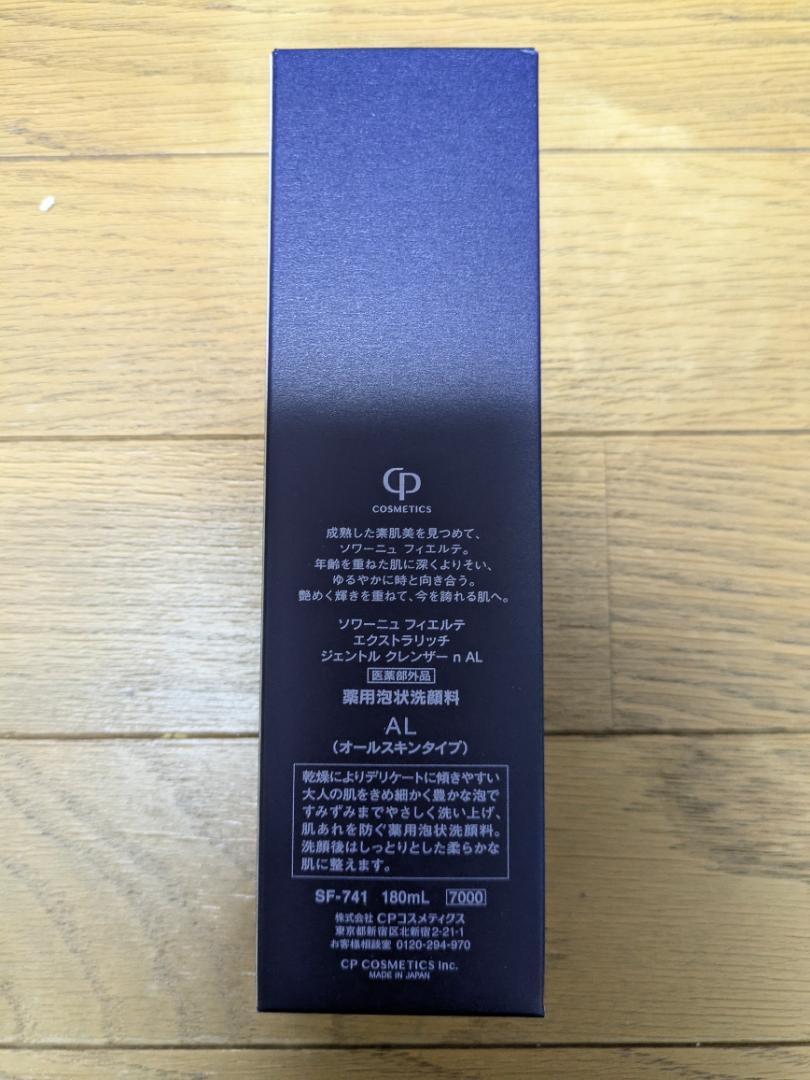 CP
COSMETICS
成熟した素肌美を見つめて、
ソワーニュ フィエルテ。
年齢を重ねた肌に深くよりそい、
ゆるやかに時と向き合う。
艶めく輝きを重ねて、今を誇れる肌へ。
ソワーニュ フィエルテ
エクストラリッチ
ジェントル クレンザー n AL
医薬部外品
薬用泡状洗顔料
AL
(オールスキンタイプ)
乾燥によりデリケートに傾きやすい
大人の肌をきめ細かく豊かな泡で
すみずみまでやさしく洗い上げ、
肌あれを防ぐ薬用泡状洗顔料。
洗顔後はしっとりとした柔らかな
肌に整えます。
SF-741 180mL 7000
株式会社 CPコスメティクス
東京都新宿区北新宿2-21-1
お客様相談室 0120-294-970
CP COSMETICS Inc.
MADE IN JAPAN